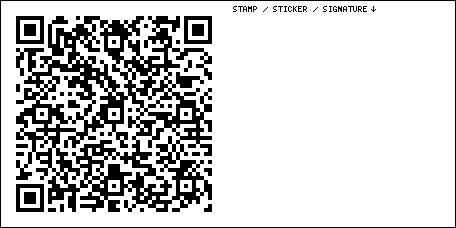 STAMP / STICKER / SIGNATURE ↓